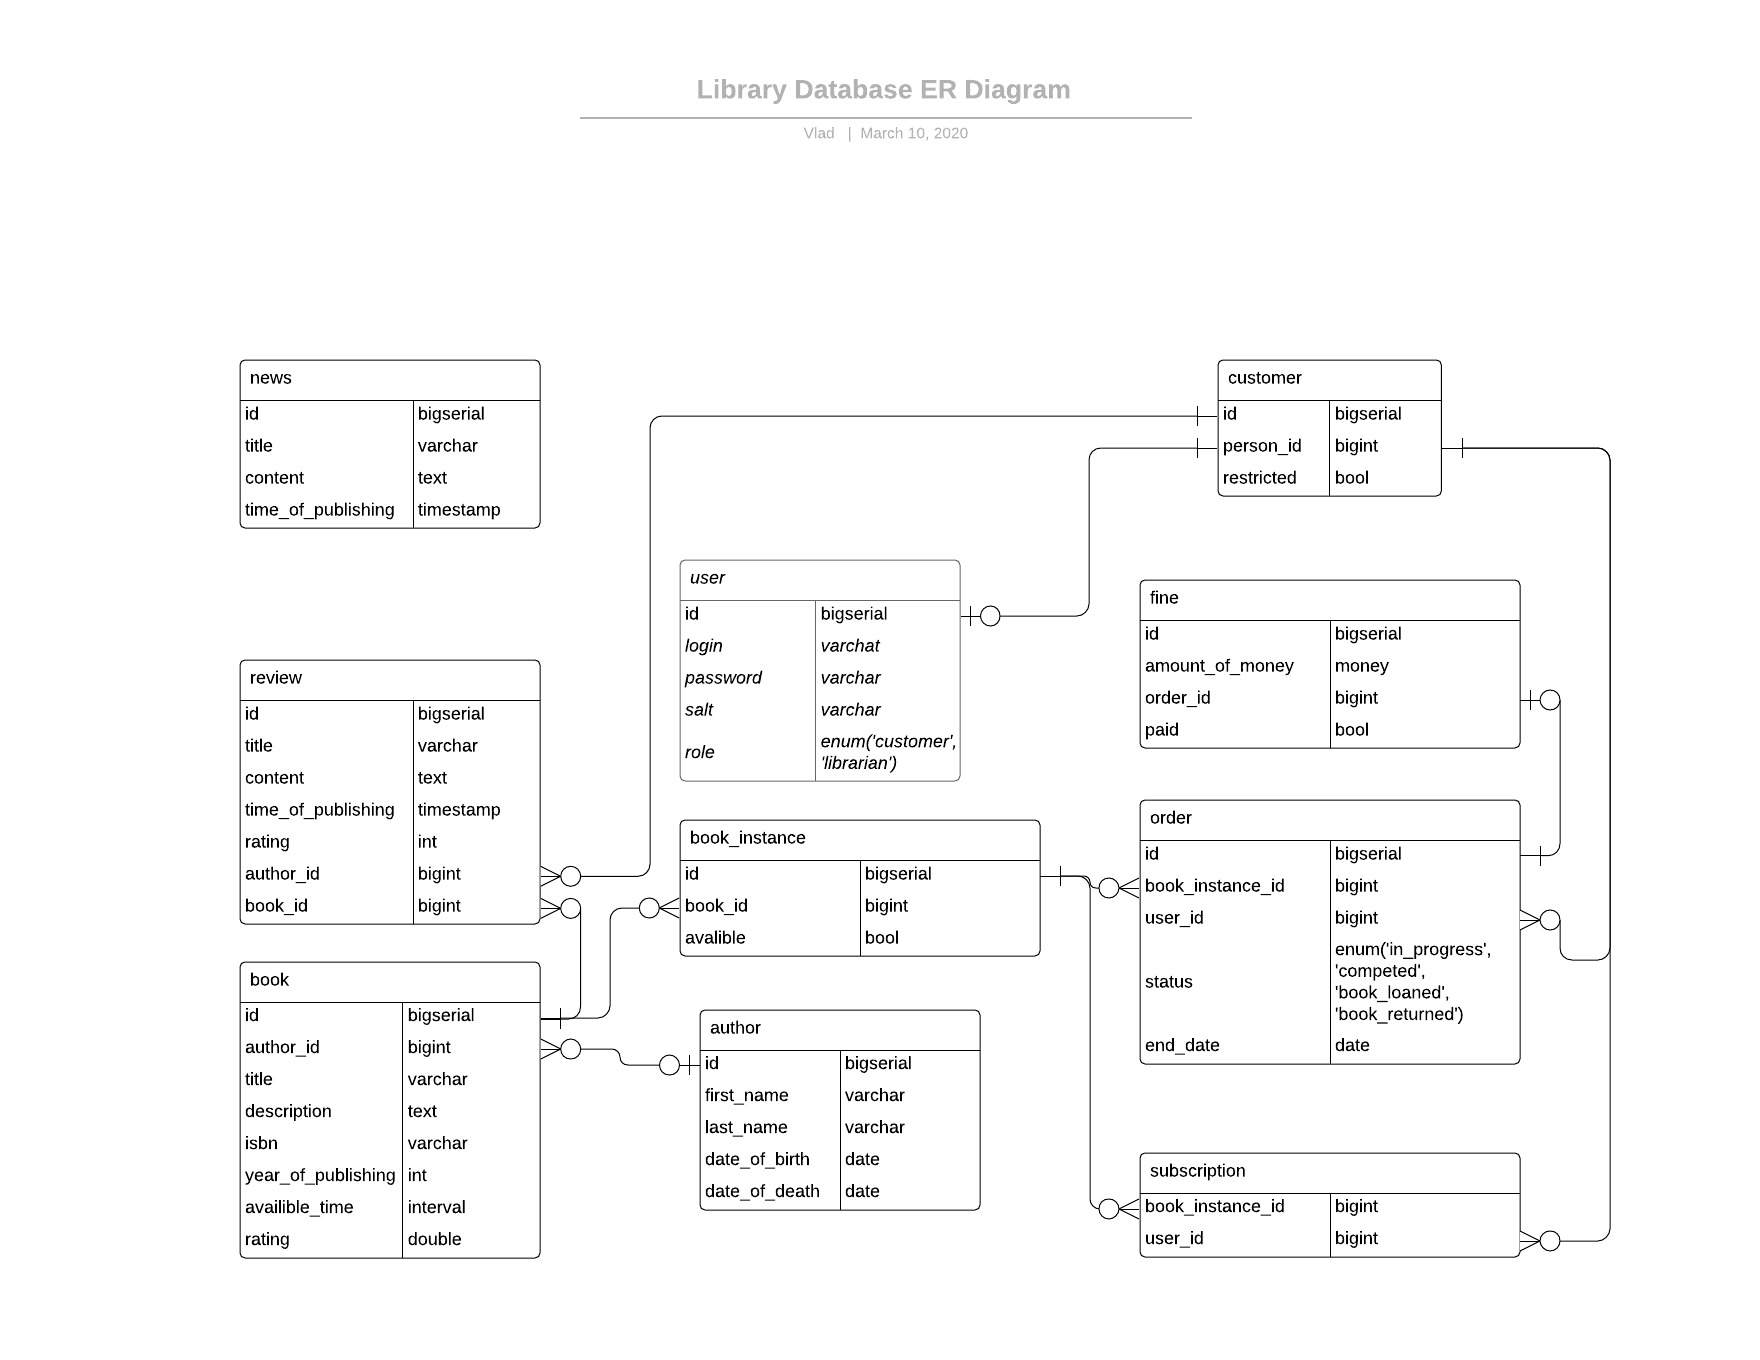 Library Database ER Diagram
Vlad | March 10, 2020
news
id bigserial
title varchar
content text
time_of_publishing timestamp
customer
id bigserial
person_id bigint
restricted bool
user
id bigserial
login varchat
password varchar
salt varchar
role enum('customer',
'librarian')
fine
id bigserial
amount_of_money money
order_id bigint
paid bool
review
id bigserial
title varchar
content text
time_of_publishing timestamp
rating int
author_id bigint
book_id bigint
book_instance
id bigserial
book_id bigint
avalible bool
order
id bigserial
book_instance_id bigint
user_id bigint
status enum('in_progress',
'competed',
'book_loaned',
'book_returned')
end_date date
book
id bigserial
author_id bigint
title varchar
description text
isbn varchar
year_of_publishing int
availible_time interval
rating double
author
id bigserial
first_name varchar
last_name varchar
date_of_birth date
date_of_death date
subscription
book_instance_id bigint
user_id bigint